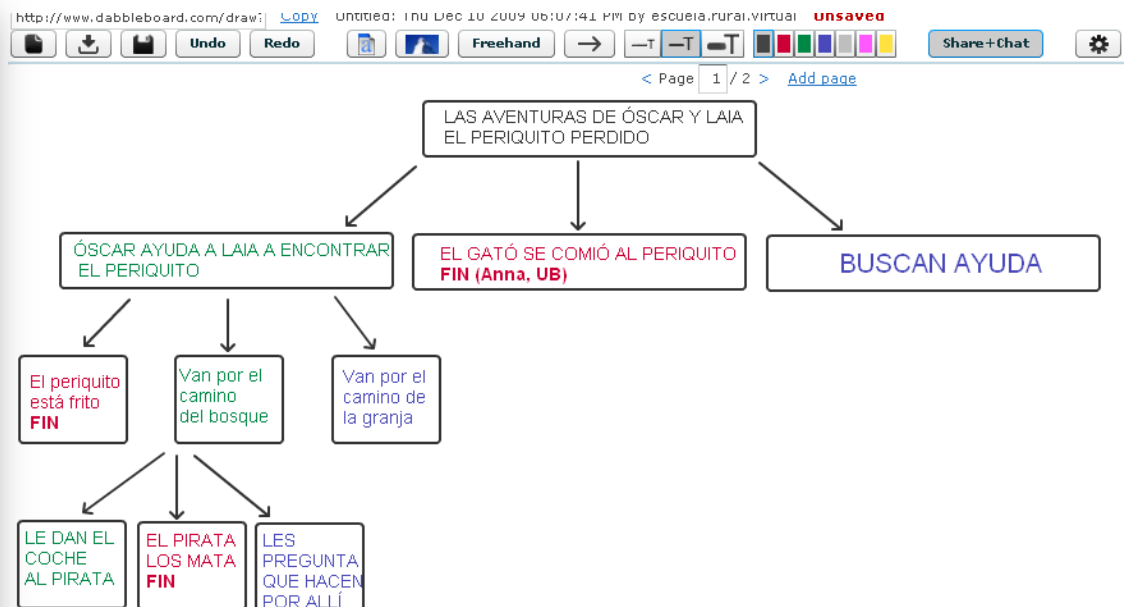 http://www.dabbleboard.com/draw? Copy Untitled: Thu Dec 10 2009 06:07:41 PM by escuela.rural.virtual Unsaved
Undo Redo a Freehand T T T Share+Chat
< Page 1 / 2 > Add page
LAS AVENTURAS DE ÓSCAR Y LAIA
EL PERIQUITO PERDIDO
ÓSCAR AYUDA A LAIA A ENCONTRAR
EL PERIQUITO
EL GATÓ SE COMIÓ AL PERIQUITO
FIN (Anna, UB)
BUSCAN AYUDA
El periquito
está frito
FIN
Van por el
camino
del bosque
Van por el
camino de
la granja
LE DAN EL
COCHE
AL PIRATA
EL PIRATA
LOS MATA
FIN
LES
PREGUNTA
QUE HACEN
POR ALLÍ